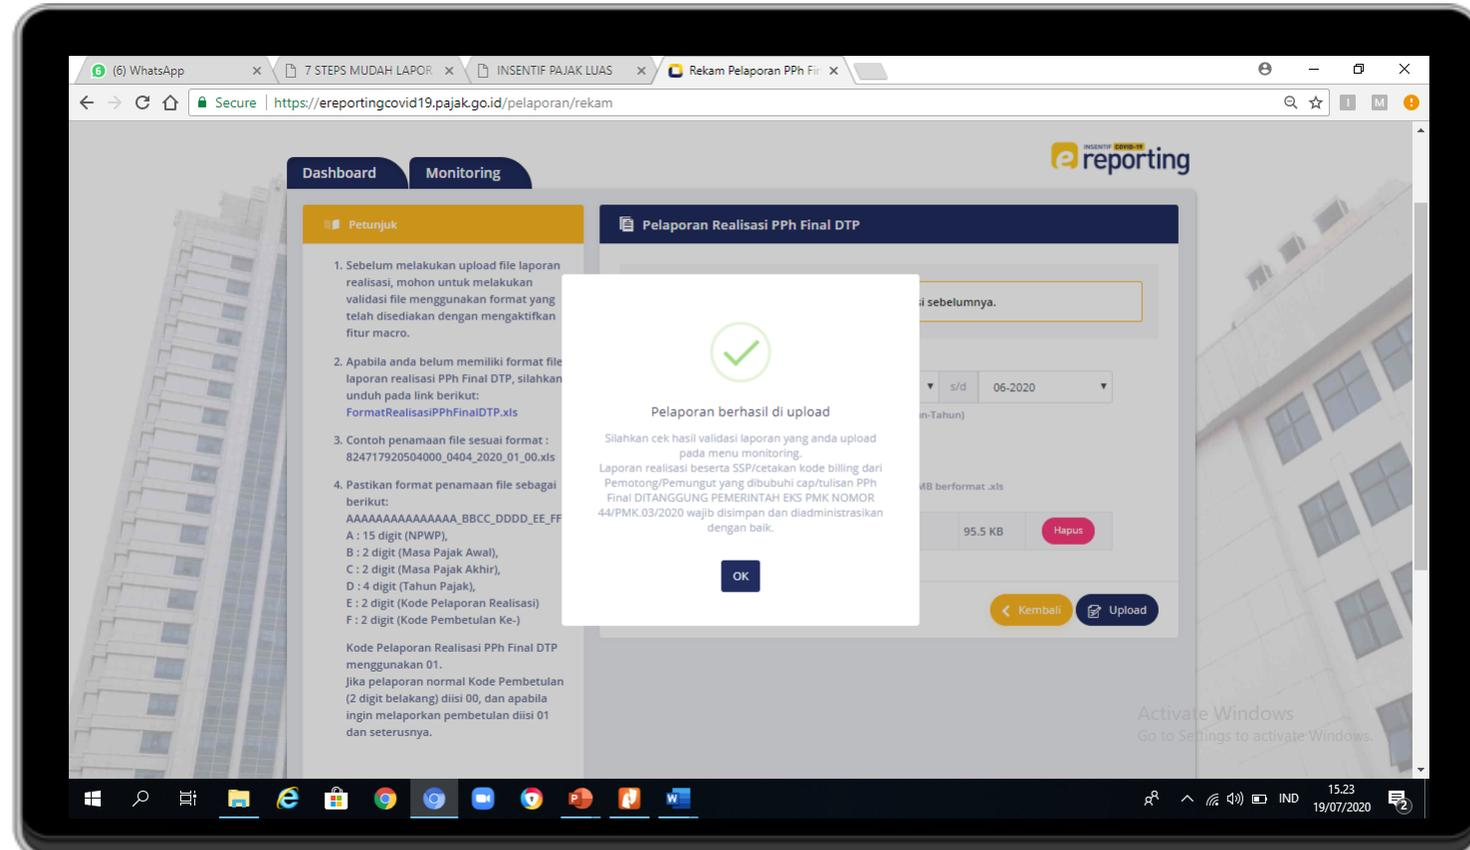 (6) WhatsApp
7 STEPS MUDAH LAPOR
INSENTIF PAJAK LUAS
Rekam Pelaporan PPh Fin
Secure | https://ereportingcovid19.pajak.go.id/pelaporan/rekam
I M
INSENTIF COVID-19
e reporting
Dashboard Monitoring
Petunjuk
Pelaporan Realisasi PPh Final DTP
1. Sebelum melakukan upload file laporan
realisasi, mohon untuk melakukan
validasi file menggunakan format yang
telah disediakan dengan mengaktifkan
fitur macro.
2. Apabila anda belum memiliki format file
laporan realisasi PPh Final DTP, silahkan
unduh pada link berikut:
FormatRealisasiPPhFinalDTP.xls
3. Contoh penamaan file sesuai format :
824717920504000_0404_2020_01_00.xls
4. Pastikan format penamaan file sebagai
berikut:
AAAAAAAAAAAAAAA_BBCC_DDDD_EE_FF
A : 15 digit (NPWP),
B : 2 digit (Masa Pajak Awal),
C : 2 digit (Masa Pajak Akhir),
D : 4 digit (Tahun Pajak),
E : 2 digit (Kode Pelaporan Realisasi)
F : 2 digit (Kode Pembetulan Ke-)
Kode Pelaporan Realisasi PPh Final DTP
menggunakan 01.
Jika pelaporan normal Kode Pembetulan
(2 digit belakang) diisi 00, dan apabila
ingin melaporkan pembetulan diisi 01
dan seterusnya.
si sebelumnya.
s/d 06-2020
n-Tahun)
MB berformat .xls
95.5 KB Hapus
Kembali Upload
Pelaporan berhasil di upload
Silahkan cek hasil validasi laporan yang anda upload
pada menu monitoring.
Laporan realisasi beserta SSP/cetakan kode billing dari
Pemotong/Pemungut yang dibubuhi cap/tulisan PPh
Final DITANGGUNG PEMERINTAH EKS PMK NOMOR
44/PMK.03/2020 wajib disimpan dan diadministrasikan
dengan baik.
OK
Activate Windows
Go to Settings to activate Windows.
IND
15.23
19/07/2020
2